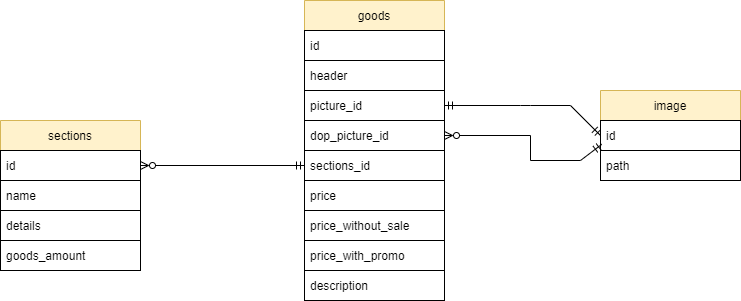 goods
id
header
picture_id
dop_picture_id
sections_id
price
price_without_sale
price_with_promo
description
image
id
path
sections
id
name
details
goods_amount